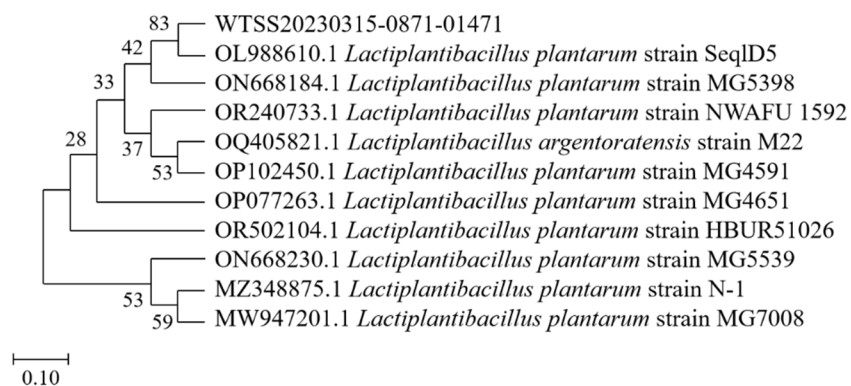 83 WTSS20230315-0871-01471
42 OL988610.1 Lactiplantibacillus plantarum strain SeqlD5
33 ON668184.1 Lactiplantibacillus plantarum strain MG5398
OR240733.1 Lactiplantibacillus plantarum strain NWAFU 1592
28 37 OQ405821.1 Lactiplantibacillus argentoratensis strain M22
53 OP102450.1 Lactiplantibacillus plantarum strain MG4591
OP077263.1 Lactiplantibacillus plantarum strain MG4651
OR502104.1 Lactiplantibacillus plantarum strain HBUR51026
ON668230.1 Lactiplantibacillus plantarum strain MG5539
53 MZ348875.1 Lactiplantibacillus plantarum strain N-1
59 MW947201.1 Lactiplantibacillus plantarum strain MG7008
0.10